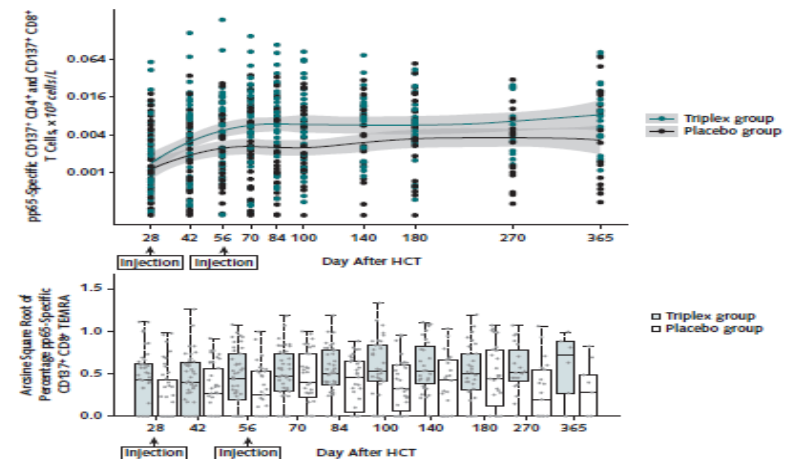 pp65-Specific CD137⁺ CD4⁺ and CD137⁺ CD8⁺
T Cells, x 10⁹ cells/L
0.064
0.016
0.004
0.001
Triplex group
Placebo group
28 42 56 70 84 100 140 180 270 365
Injection Injection Day After HCT
Arcsine Square Root of
Percentage pp65-Specific
CD137⁺ CD8⁺ TEMRA
1.5
1.0
0.5
0.0
Triplex group
Placebo group
28 42 56 70 84 100 140 180 270 365
Injection Injection Day After HCT